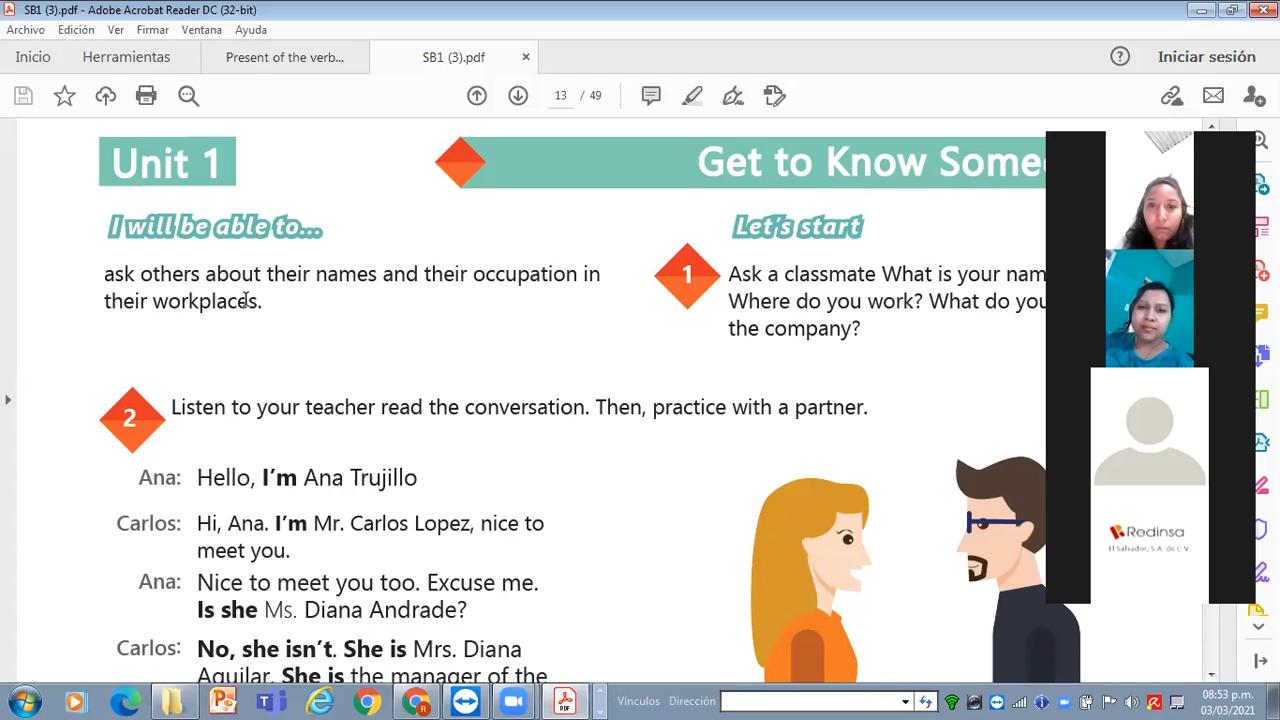 SB1 (3).pdf - Adobe Acrobat Reader DC (32-bit)
Archivo Edición Ver Firmar Ventana Ayuda
Inicio Herramientas Present of the verb... SB1 (3).pdf × Iniciar sesión
13 / 49
Unit 1
Get to Know Some
I will be able to...
ask others about their names and their occupation in
their workplaces.
Let's start
1 Ask a classmate What is your nam
Where do you work? What do you
the company?
2 Listen to your teacher read the conversation. Then, practice with a partner.
Ana: Hello, I'm Ana Trujillo
Carlos: Hi, Ana. I'm Mr. Carlos Lopez, nice to
meet you.
Ana: Nice to meet you too. Excuse me.
Is she Ms. Diana Andrade?
Carlos: No, she isn't. She is Mrs. Diana
Aguilar. She is the manager of the
Redinsa
El Salvador, S.A. de C.V.
Vínculos Dirección
08:53 p.m.
03/03/2021